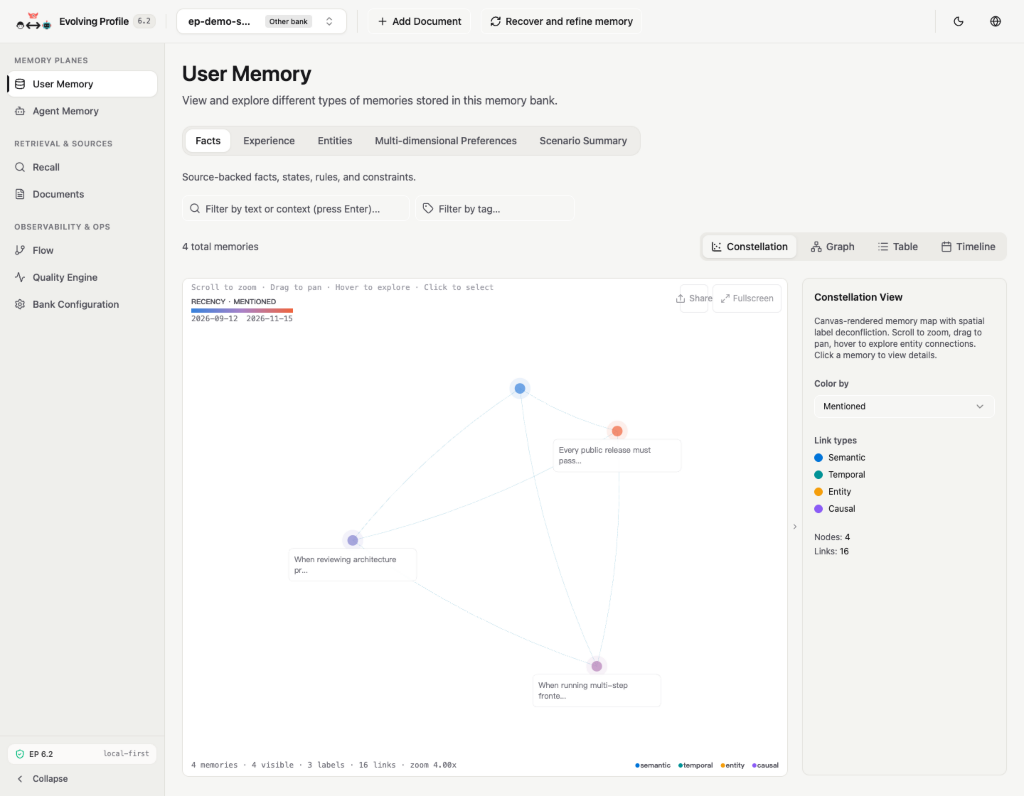 Evolving Profile 6.2
ep-demo-s... Other bank
Add Document
Recover and refine memory
MEMORY PLANES
User Memory
Agent Memory
RETRIEVAL & SOURCES
Recall
Documents
OBSERVABILITY & OPS
Flow
Quality Engine
Bank Configuration
EP 6.2 local-first
Collapse
User Memory
View and explore different types of memories stored in this memory bank.
Facts Experience Entities Multi-dimensional Preferences Scenario Summary
Source-backed facts, states, rules, and constraints.
Filter by text or context (press Enter)... Filter by tag...
4 total memories
Constellation Graph Table Timeline
Scroll to zoom · Drag to pan · Hover to explore · Click to select
RECENCY · MENTIONED
2026-09-12 2026-11-15
Share Fullscreen
Every public release must
pass...
When reviewing architecture
pr...
When running multi-step
fronte...
4 memories · 4 visible · 3 labels · 16 links · zoom 4.00x
semantic temporal entity causal
Constellation View
Canvas-rendered memory map with spatial
label deconfliction. Scroll to zoom, drag to
pan, hover to explore entity connections.
Click a memory to view details.
Color by
Mentioned
Link types
Semantic
Temporal
Entity
Causal
Nodes: 4
Links: 16